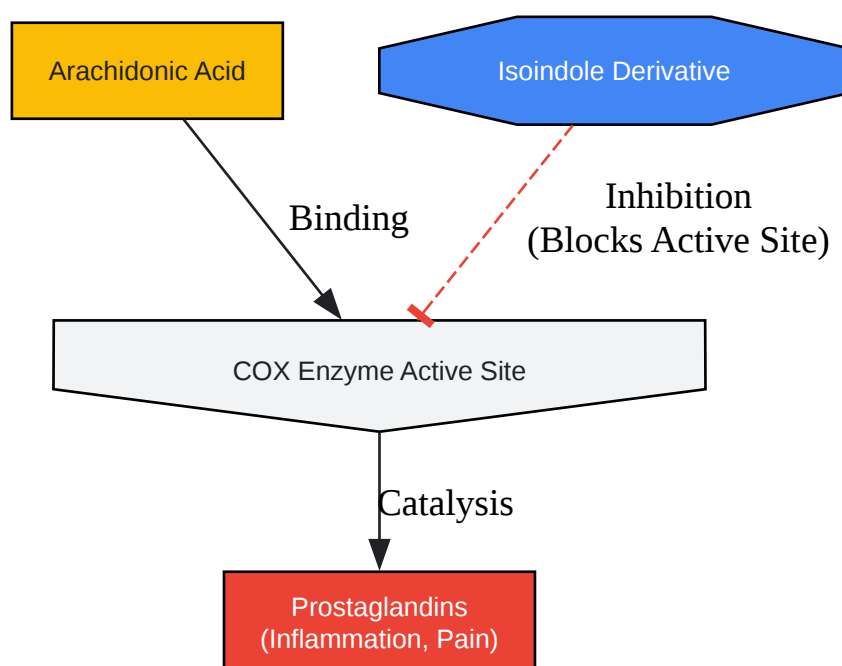 Arachidonic Acid
Isoindole Derivative
Binding
Inhibition
(Blocks Active Site)
COX Enzyme Active Site
Catalysis
Prostaglandins
(Inflammation, Pain)